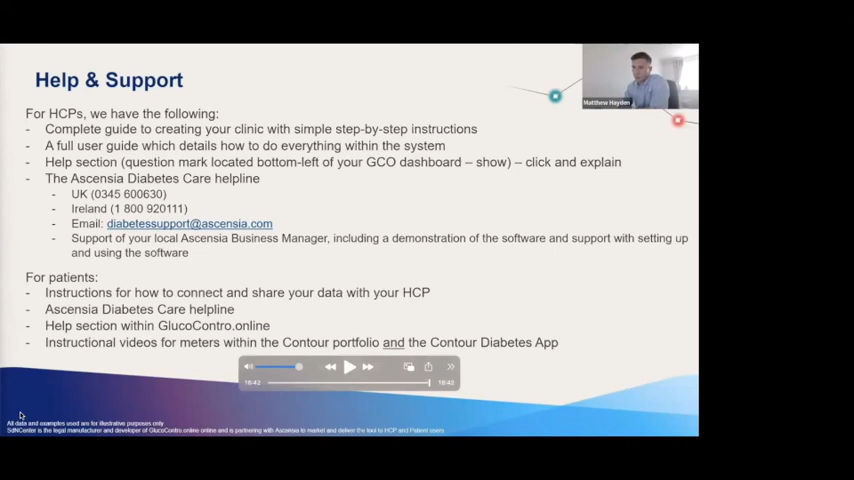 Help & Support
Matthew Hayden
For HCPs, we have the following:
- Complete guide to creating your clinic with simple step-by-step instructions
- A full user guide which details how to do everything within the system
- Help section (question mark located bottom-left of your GCO dashboard – show) – click and explain
- The Ascensia Diabetes Care helpline
- UK (0345 600630)
- Ireland (1 800 920111)
- Email: diabetessupport@ascensia.com
- Support of your local Ascensia Business Manager, including a demonstration of the software and support with setting up
and using the software
For patients:
- Instructions for how to connect and share your data with your HCP
- Ascensia Diabetes Care helpline
- Help section within GlucoContro.online
- Instructional videos for meters within the Contour portfolio and the Contour Diabetes App
16:42 16:42
All data and examples used are for illustrative purposes only
is the legal manufacturer and developer of GlucoContro.online online and is partnering with Ascensia to market and deliver the tool to HCP and Patient users